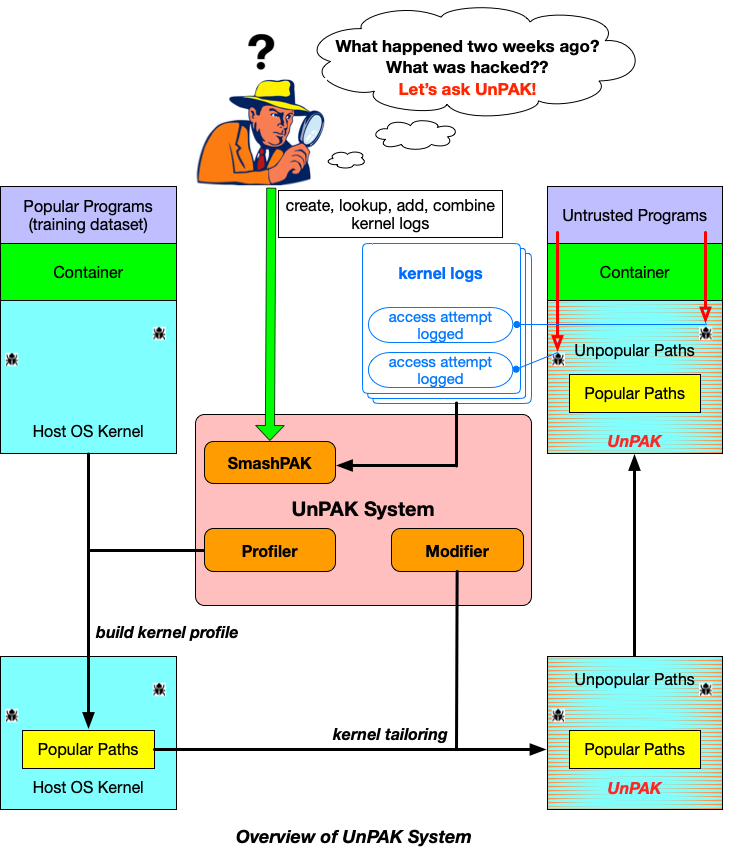 ?
What happened two weeks ago?
What was hacked??
Let's ask UnPAK!
Popular Programs
(training dataset)
create, lookup, add, combine
kernel logs
Untrusted Programs
Container
kernel logs
Container
access attempt
logged
access attempt
logged
Unpopular Paths
Popular Paths
Host OS Kernel
UnPAK
SmashPAK
UnPAK System
Profiler
Modifier
build kernel profile
Unpopular Paths
kernel tailoring
Popular Paths
Popular Paths
Host OS Kernel
UnPAK
Overview of UnPAK System